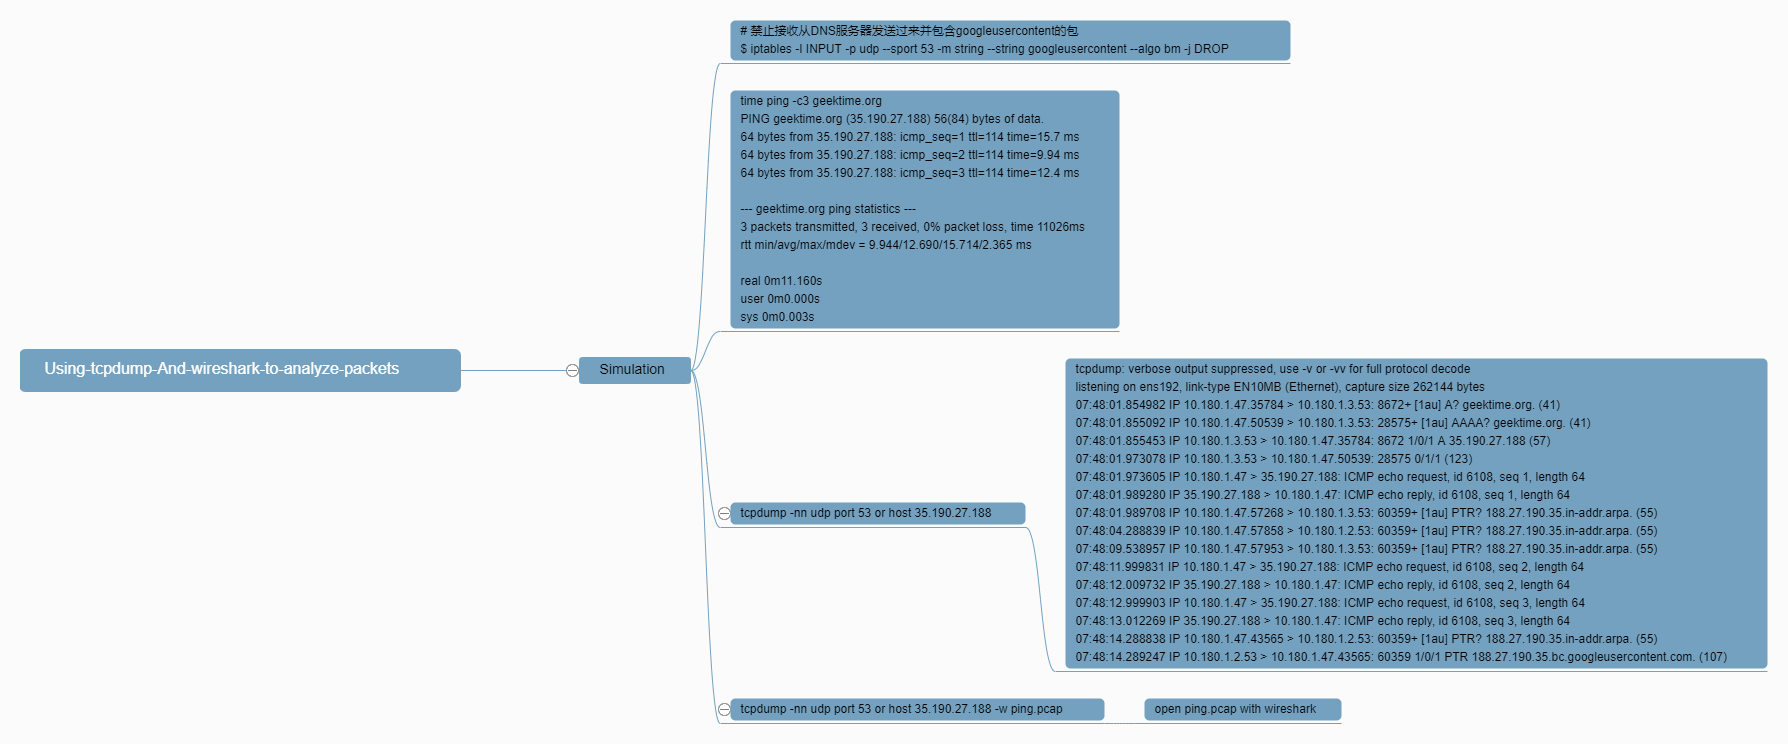 Using-tcpdump-And-wireshark-to-analyze-packets
Simulation
# 禁止接收从DNS服务器发送过来并包含googleusercontent的包
$ iptables -I INPUT -p udp --sport 53 -m string --string googleusercontent --algo bm -j DROP
time ping -c3 geektime.org
PING geektime.org (35.190.27.188) 56(84) bytes of data.
64 bytes from 35.190.27.188: icmp_seq=1 ttl=114 time=15.7 ms
64 bytes from 35.190.27.188: icmp_seq=2 ttl=114 time=9.94 ms
64 bytes from 35.190.27.188: icmp_seq=3 ttl=114 time=12.4 ms
--- geektime.org ping statistics ---
3 packets transmitted, 3 received, 0% packet loss, time 11026ms
rtt min/avg/max/mdev = 9.944/12.690/15.714/2.365 ms
real 0m11.160s
user 0m0.000s
sys 0m0.003s
tcpdump -nn udp port 53 or host 35.190.27.188
tcpdump: verbose output suppressed, use -v or -vv for full protocol decode
listening on ens192, link-type EN10MB (Ethernet), capture size 262144 bytes
07:48:01.854982 IP 10.180.1.47.35784 > 10.180.1.3.53: 8672+ [1au] A? geektime.org. (41)
07:48:01.855092 IP 10.180.1.47.50539 > 10.180.1.3.53: 28575+ [1au] AAAA? geektime.org. (41)
07:48:01.855453 IP 10.180.1.3.53 > 10.180.1.47.35784: 8672 1/0/1 A 35.190.27.188 (57)
07:48:01.973078 IP 10.180.1.3.53 > 10.180.1.47.50539: 28575 0/1/1 (123)
07:48:01.973605 IP 10.180.1.47 > 35.190.27.188: ICMP echo request, id 6108, seq 1, length 64
07:48:01.989280 IP 35.190.27.188 > 10.180.1.47: ICMP echo reply, id 6108, seq 1, length 64
07:48:01.989708 IP 10.180.1.47.57268 > 10.180.1.3.53: 60359+ [1au] PTR? 188.27.190.35.in-addr.arpa. (55)
07:48:04.288839 IP 10.180.1.47.57858 > 10.180.1.2.53: 60359+ [1au] PTR? 188.27.190.35.in-addr.arpa. (55)
07:48:09.538957 IP 10.180.1.47.57953 > 10.180.1.3.53: 60359+ [1au] PTR? 188.27.190.35.in-addr.arpa. (55)
07:48:11.999831 IP 10.180.1.47 > 35.190.27.188: ICMP echo request, id 6108, seq 2, length 64
07:48:12.009732 IP 35.190.27.188 > 10.180.1.47: ICMP echo reply, id 6108, seq 2, length 64
07:48:12.999903 IP 10.180.1.47 > 35.190.27.188: ICMP echo request, id 6108, seq 3, length 64
07:48:13.012269 IP 35.190.27.188 > 10.180.1.47: ICMP echo reply, id 6108, seq 3, length 64
07:48:14.288838 IP 10.180.1.47.43565 > 10.180.1.2.53: 60359+ [1au] PTR? 188.27.190.35.in-addr.arpa. (55)
07:48:14.289247 IP 10.180.1.2.53 > 10.180.1.47.43565: 60359 1/0/1 PTR 188.27.190.35.bc.googleusercontent.com. (107)
tcpdump -nn udp port 53 or host 35.190.27.188 -w ping.pcap
open ping.pcap with wireshark